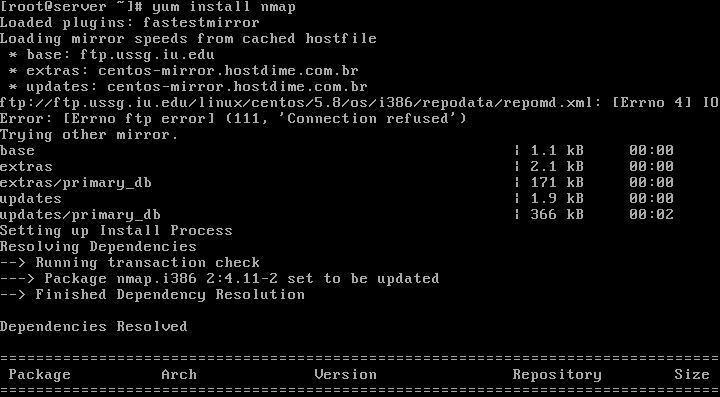 [root@server ~]# yum install nmap
Loaded plugins: fastestmirror
Loading mirror speeds from cached hostfile
 * base: ftp.ussg.iu.edu
 * extras: centos-mirror.hostdime.com.br
 * updates: centos-mirror.hostdime.com.br
ftp://ftp.ussg.iu.edu/linux/centos/5.8/os/i386/repodata/repomd.xml: [Errno 4] IO
Error: [Errno ftp error] (111, 'Connection refused')
Trying other mirror.
base | 1.1 kB 00:00
extras | 2.1 kB 00:00
extras/primary_db | 171 kB 00:00
updates | 1.9 kB 00:00
updates/primary_db | 366 kB 00:02
Setting up Install Process
Resolving Dependencies
--> Running transaction check
---> Package nmap.i386 2:4.11-2 set to be updated
--> Finished Dependency Resolution

Dependencies Resolved

================================================================================
 Package Arch Version Repository Size
================================================================================